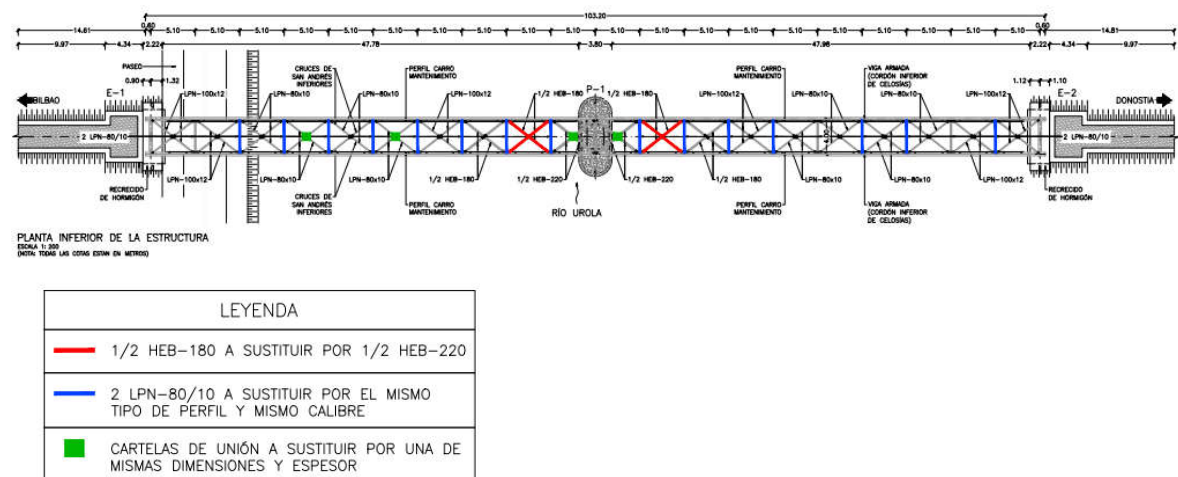 103.20
14.81 0.60 5.10 5.10 5.10 5.10 5.10 5.10 5.10 5.10 5.10 5.10 5.10 5.10 5.10 5.10 5.10 5.10 5.10 5.10 5.10 5.10 0.60 14.81
9.97 4.34 2.22 47.78 3.80 47.98 2.22 4.34 9.97
PASEO
0.90 1.32
CRUCES DE
SAN ANDRÉS
INFERIORES
PERFIL CARRO
MANTENIMIENTO
P-1
PERFIL CARRO
MANTENIMIENTO
VIGA ARMADA
(CORDÓN INFERIOR
DE CELOSÍAS)
1.12 1.10
BILBAO E-1 LPN-100x12 LPN-80x10 LPN-80x10 LPN-100x12 1/2 HEB-180 1/2 HEB-180 LPN-100x12 LPN-80x10 LPN-80x10 LPN-100x12 E-2 DONOSTIA
2 LPN-80/10 2 LPN-80/10
LPN-100x12 LPN-80x10 LPN-80x10 1/2 HEB-180 1/2 HEB-220 1/2 HEB-220 1/2 HEB-180 LPN-80x10 LPN-80x10 LPN-100x12
RECRECIDO
DE HORMIGÓN
CRUCES DE
SAN ANDRÉS
INFERIORES
PERFIL CARRO
MANTENIMIENTO
RÍO UROLA
PERFIL CARRO
MANTENIMIENTO
VIGA ARMADA
(CORDÓN INFERIOR
DE CELOSÍAS)
RECRECIDO
DE HORMIGÓN
PLANTA INFERIOR DE LA ESTRUCTURA
ESCALA 1: 200
(NOTA: TODAS LAS COTAS ESTAN EN METROS)
LEYENDA
1/2 HEB-180 A SUSTITUIR POR 1/2 HEB-220
2 LPN-80/10 A SUSTITUIR POR EL MISMO
TIPO DE PERFIL Y MISMO CALIBRE
CARTELAS DE UNIÓN A SUSTITUIR POR UNA DE
MISMAS DIMENSIONES Y ESPESOR